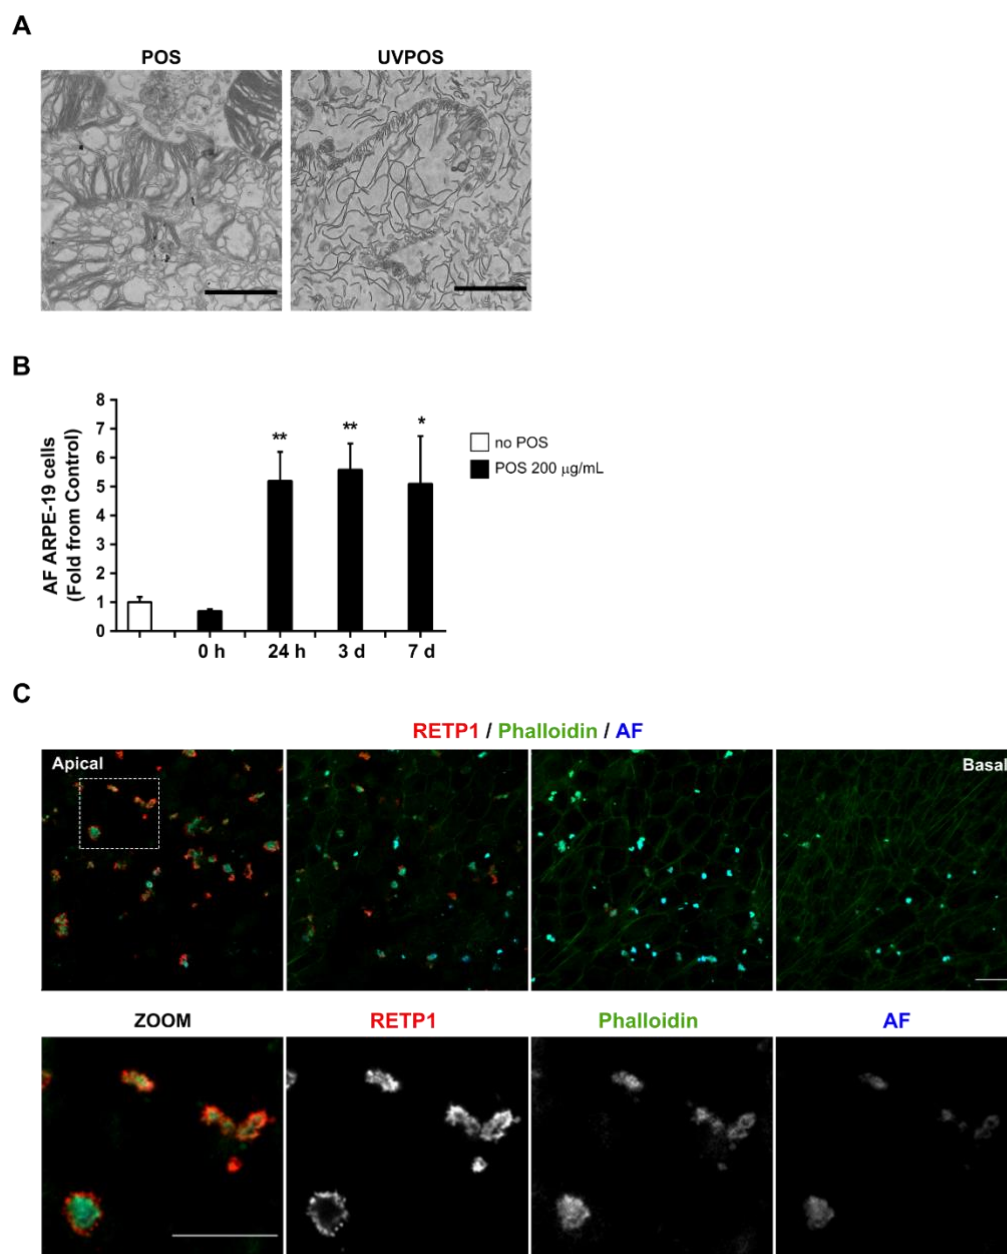 A
POS UVPOS
B
AF ARPE-19 cells
(Fold from Control)
8
7
6
5
4
3
2
1
0
** ** *
0 h 24 h 3 d 7 d
no POS
POS 200 μg/mL
C
RETP1 / Phalloidin / AF
Apical Basal
ZOOM RETP1 Phalloidin AF